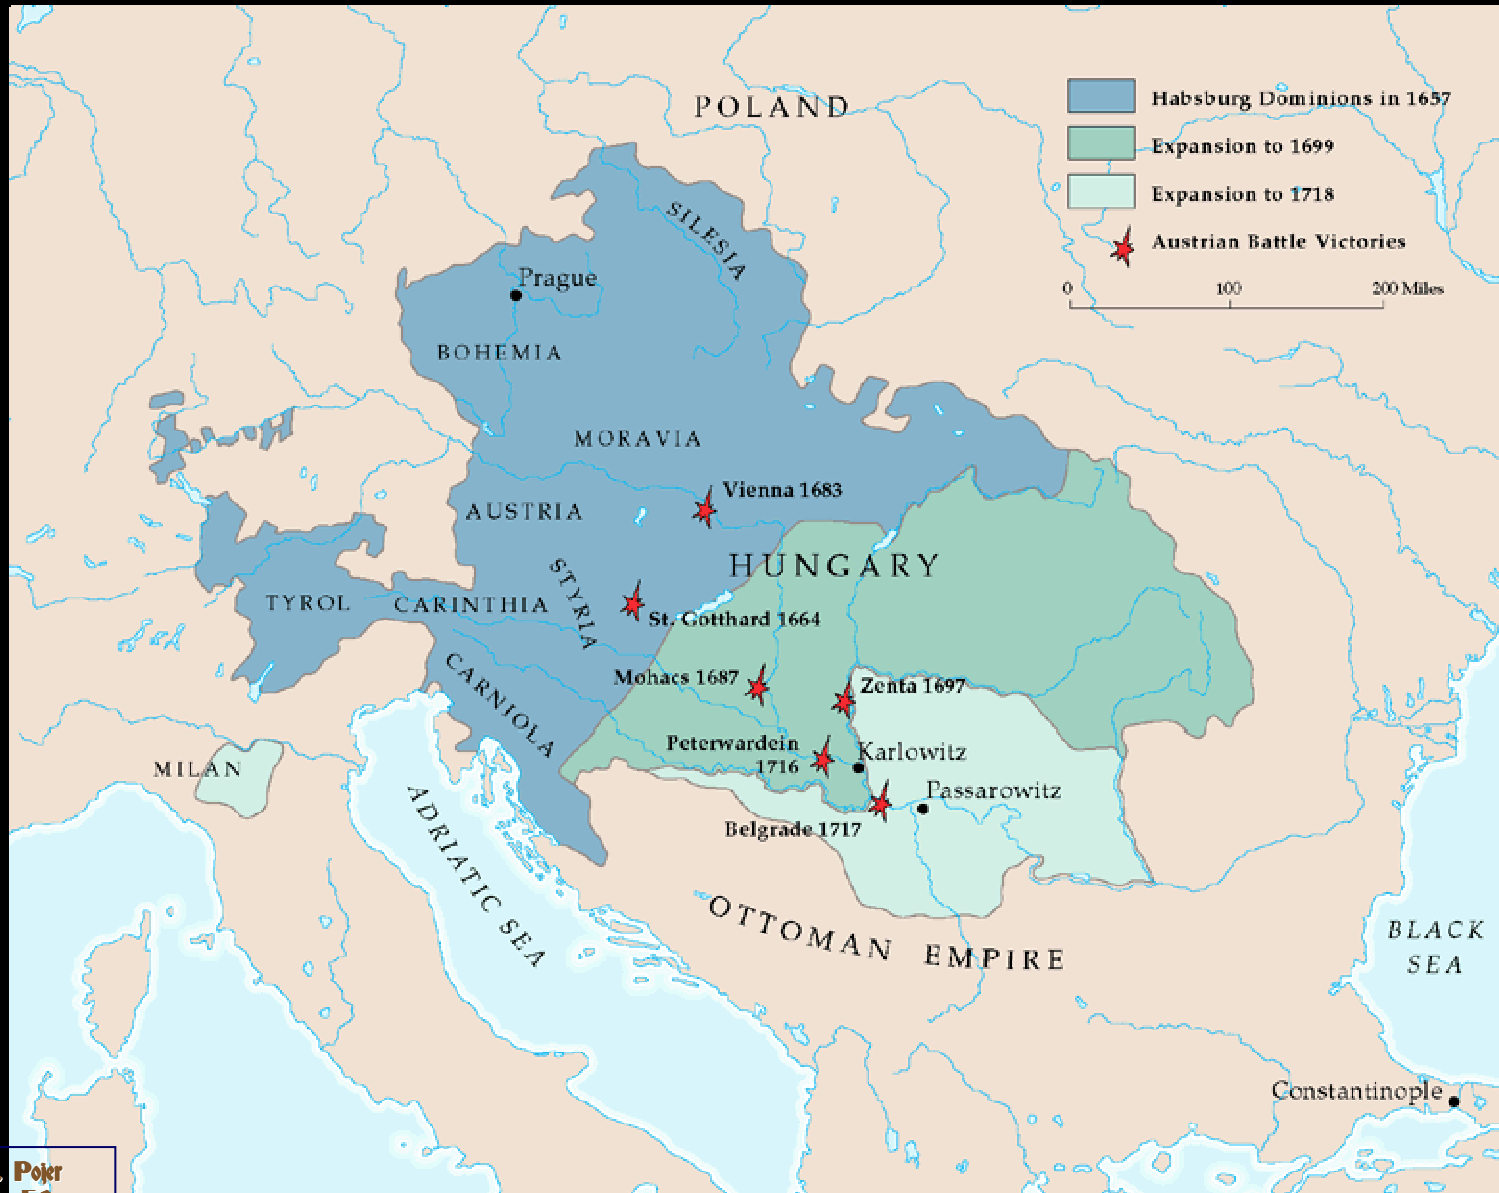 POLAND
Habsburg Dominions in 1657
Expansion to 1699
Expansion to 1718
Austrian Battle Victories
0 100 200 Miles
SILESIA
Prague
BOHEMIA
MORAVIA
Vienna 1683
AUSTRIA
HUNGARY
STYRIA
TYROL
CARINTHIA
St. Gotthard 1664
CARNIOLA
Mohacs 1687
Zenta 1697
Peterwardein
1716
Karlowitz
MILAN
Passarowitz
Belgrade 1717
ADRIATIC SEA
OTTOMAN EMPIRE
BLACK
SEA
Constantinople
Pojer